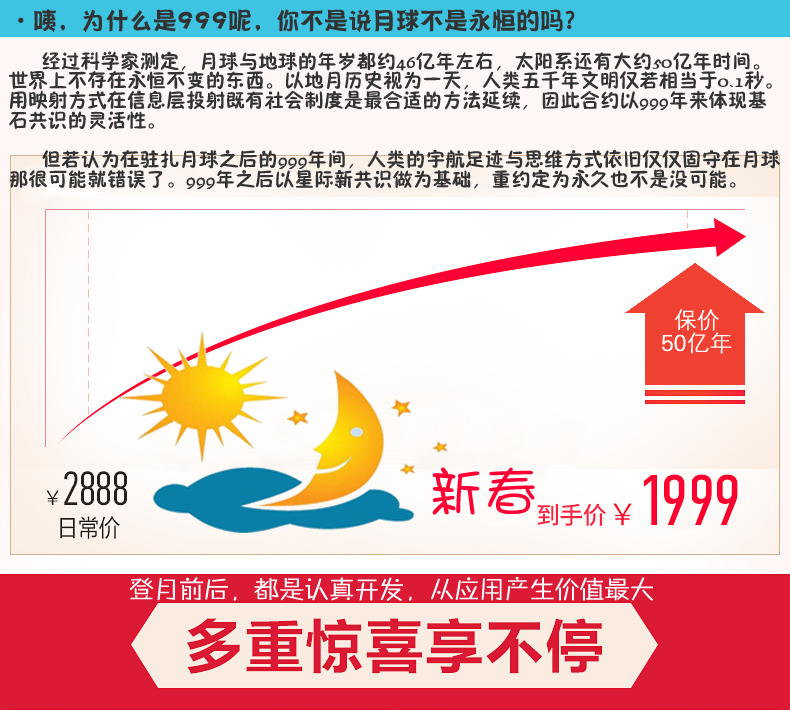 ·咦，为什么是999呢，你不是说月球不是永恒的吗?
经过科学家测定，月球与地球的年岁都约46亿年左右，太阳系还有大约50亿年时间。
世界上不存在永恒不变的东西。以地月历史视为一天，人类五千年文明仅若相当于0.1秒。
用映射方式在信息层投射既有社会制度是最合适的方法延续，因此合约以999年来体现基
石共识的灵活性。
但若认为在驻扎月球之后的999年间，人类的宇航足迹与思维方式依旧仅仅固守在月球
那很可能就错误了。999年之后以星际新共识做为基础，重约定为永久也不是没可能。
保价
50亿年
¥2888
日常价
新春到手价¥1999
登月前后，都是认真开发，从应用产生价值最大
多重惊喜享不停